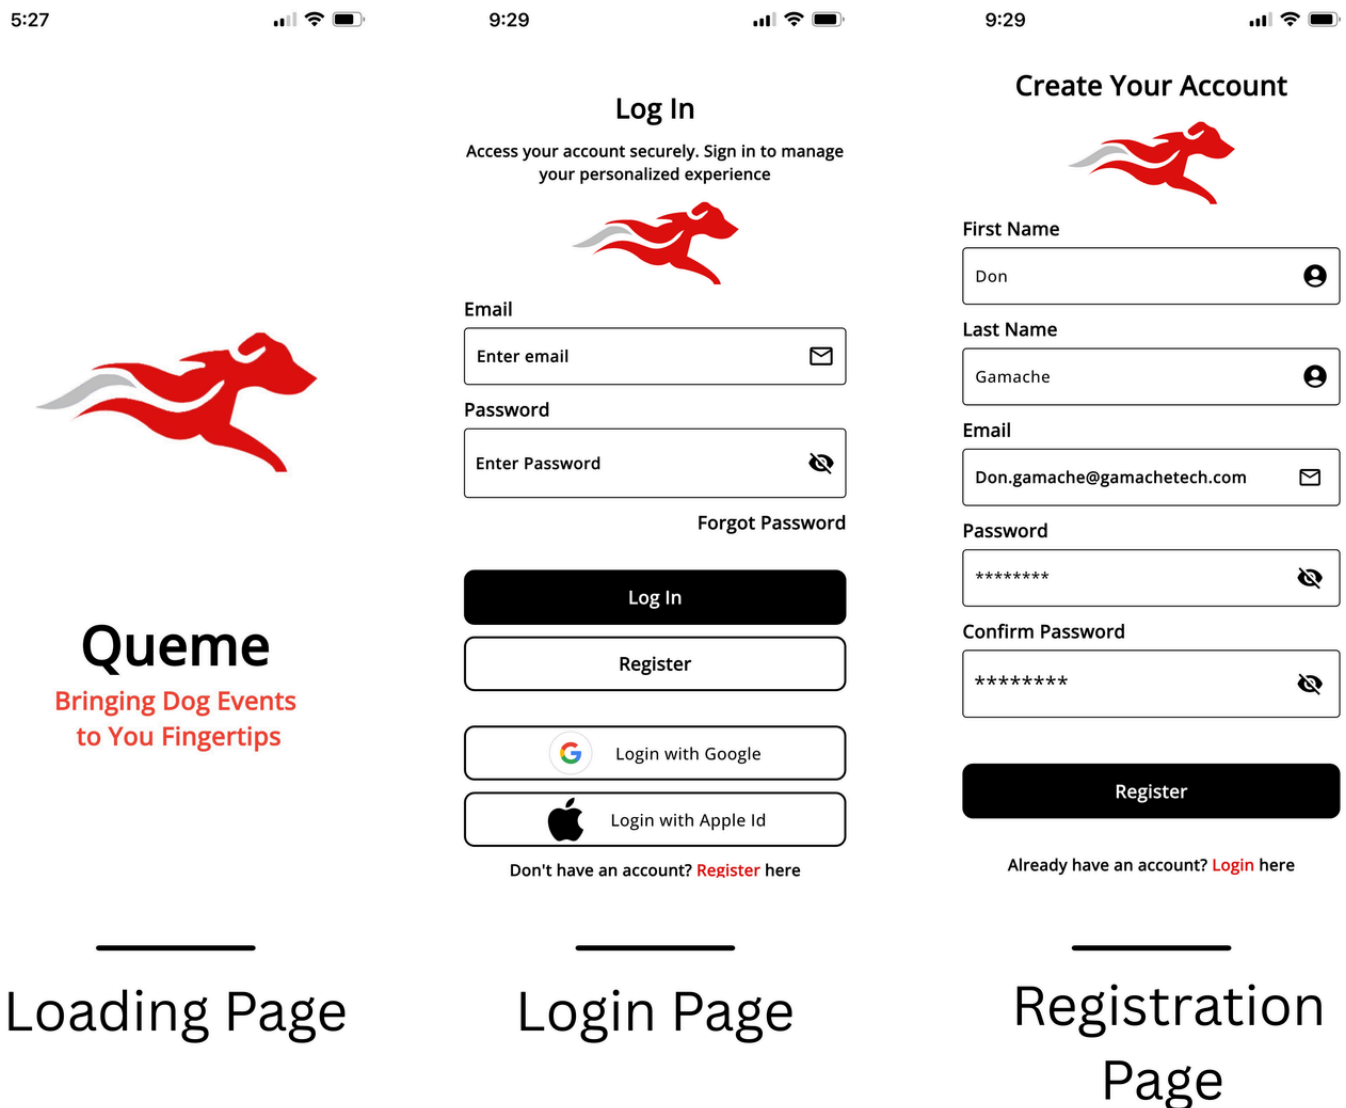 5:27
Queme
Bringing Dog Events
to You Fingertips
Loading Page
9:29
Log In
Access your account securely. Sign in to manage
your personalized experience
Email
Enter email
Password
Enter Password
Forgot Password
Log In
Register
Login with Google
Login with Apple Id
Don't have an account? Register here
Login Page
9:29
Create Your Account
First Name
Don
Last Name
Gamache
Email
Don.gamache@gamachetech.com
Password
********
Confirm Password
********
Register
Already have an account? Login here
Registration
Page